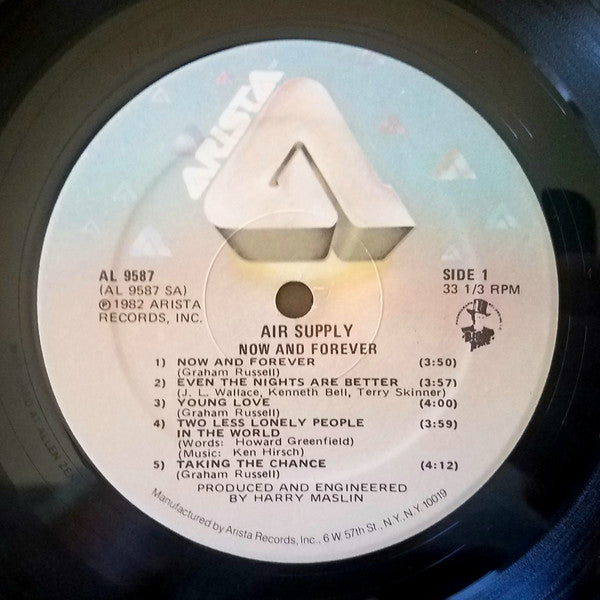 ARISTA
AL 9587
(AL 9587 SA)
℗1982 ARISTA
RECORDS, INC.
SIDE 1
33 1/3 RPM
AIR SUPPLY
NOW AND FOREVER
1) NOW AND FOREVER (3:50)
(Graham Russell)
2) EVEN THE NIGHTS ARE BETTER (3:57)
(J. L. Wallace, Kenneth Bell, Terry Skinner)
3) YOUNG LOVE (4:00)
(Graham Russell)
4) TWO LESS LONELY PEOPLE (3:59)
IN THE WORLD
(Words: Howard Greenfield)
(Music: Ken Hirsch)
5) TAKING THE CHANCE (4:12)
(Graham Russell)
PRODUCED AND ENGINEERED
BY HARRY MASLIN
Manufactured by Arista Records, Inc., 6 W 57th St., N.Y., N.Y. 10019